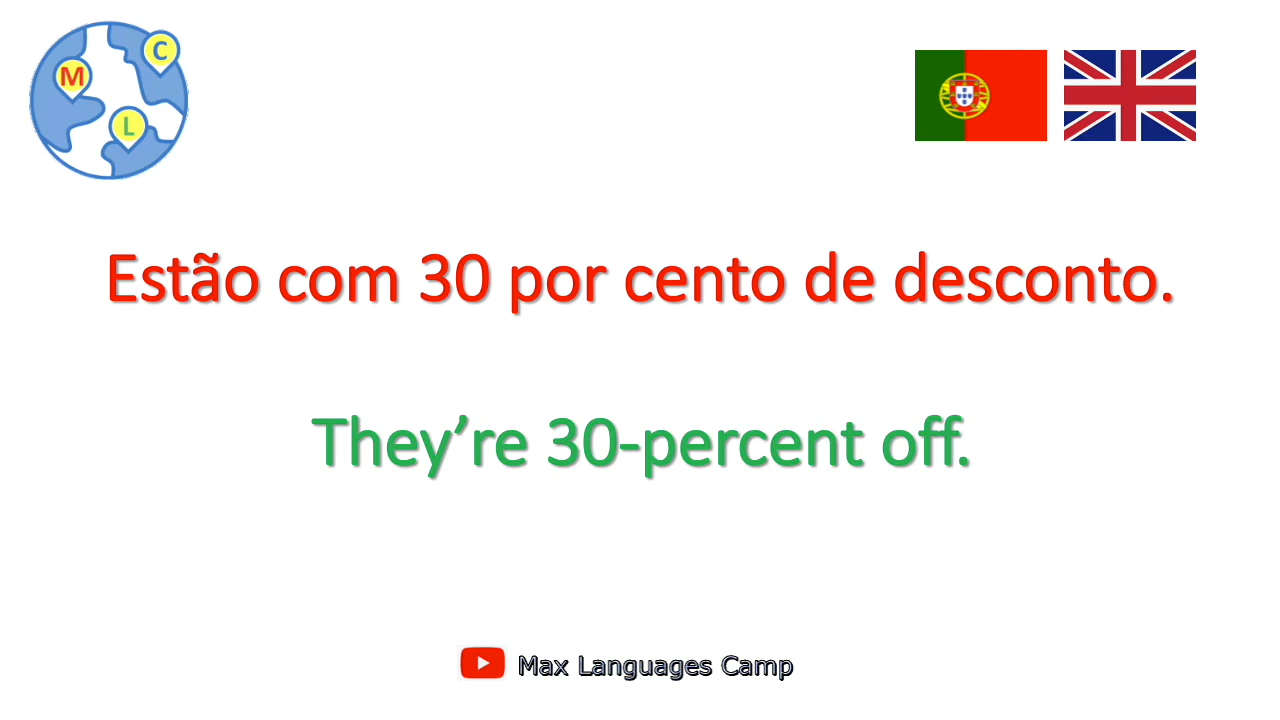 M
C
L
Estão com 30 por cento de desconto.
They’re 30-percent off.
Max Languages Camp